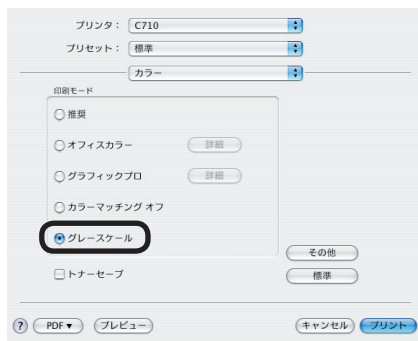 プリンタ： C710
プリセット： 標準
カラー
印刷モード
推奨
オフィスカラー 詳細
グラフィックプロ 詳細
カラーマッチング オフ
グレースケール
その他
トナーセーブ 標準
? PDF▼ プレビュー キャンセル プリント